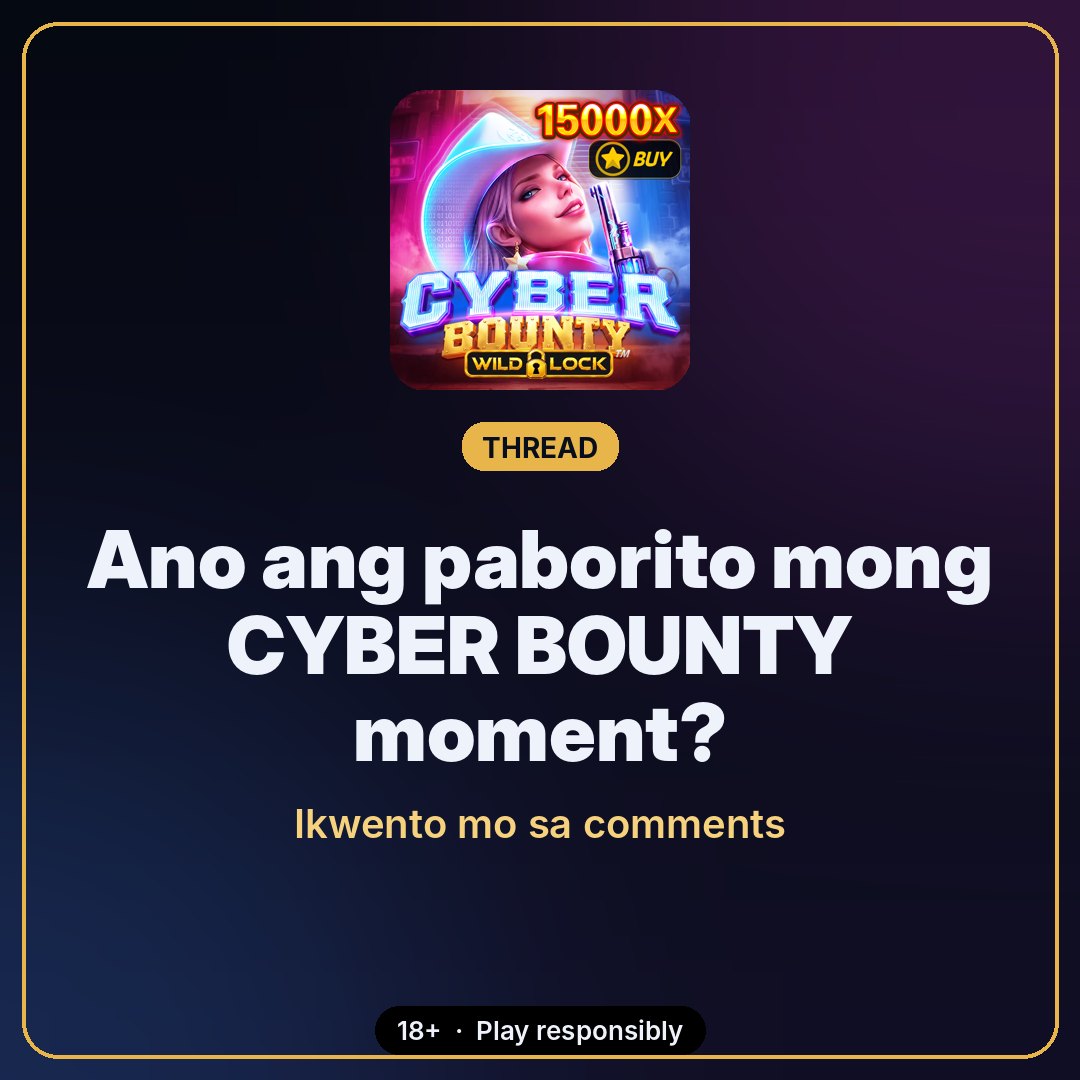 15000X
BUY
CYBER
BOUNTY™
WILD LOCK
THREAD
Ano ang paborito mong
CYBER BOUNTY
moment?
Ikwento mo sa comments
18+ · Play responsibly